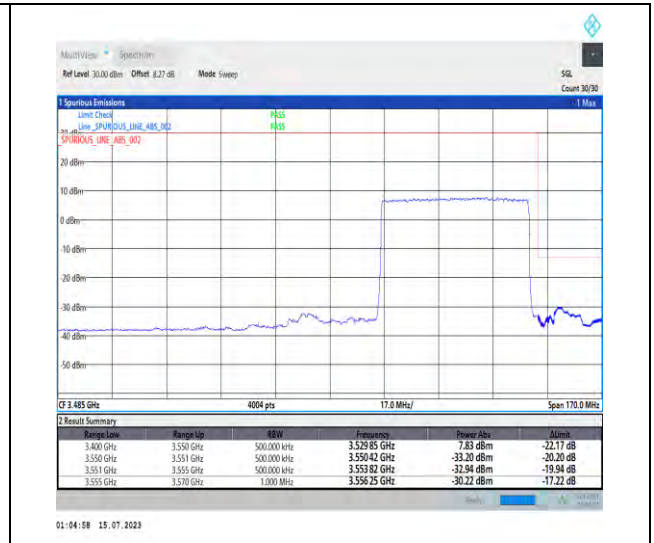 MultiView Spectrum
Ref Level 30.00 dBm Offset 8.27 dB Mode Sweep SGL
Count 30/30
1 Spurious Emissions 1 Max
Limit Check PASS
Line _SPURIOUS_LINE_ABS_002 PASS
30 dBm
SPURIOUS_LINE_ABS_002
20 dBm
10 dBm
0 dBm
-10 dBm
-20 dBm
-30 dBm
-40 dBm
-50 dBm
CF 3.485 GHz 4004 pts 17.0 MHz/ Span 170.0 MHz
2 Result Summary
Range Low Range Up RBW Frequency Power Abs ΔLimit
3.400 GHz 3.550 GHz 500.000 kHz 3.529 85 GHz 7.83 dBm -22.17 dB
3.550 GHz 3.551 GHz 500.000 kHz 3.550 42 GHz -33.20 dBm -20.20 dB
3.551 GHz 3.555 GHz 500.000 kHz 3.553 82 GHz -32.94 dBm -19.94 dB
3.555 GHz 3.570 GHz 1.000 MHz 3.556 25 GHz -30.22 dBm -17.22 dB
Ready
01:04:58 15.07.2023